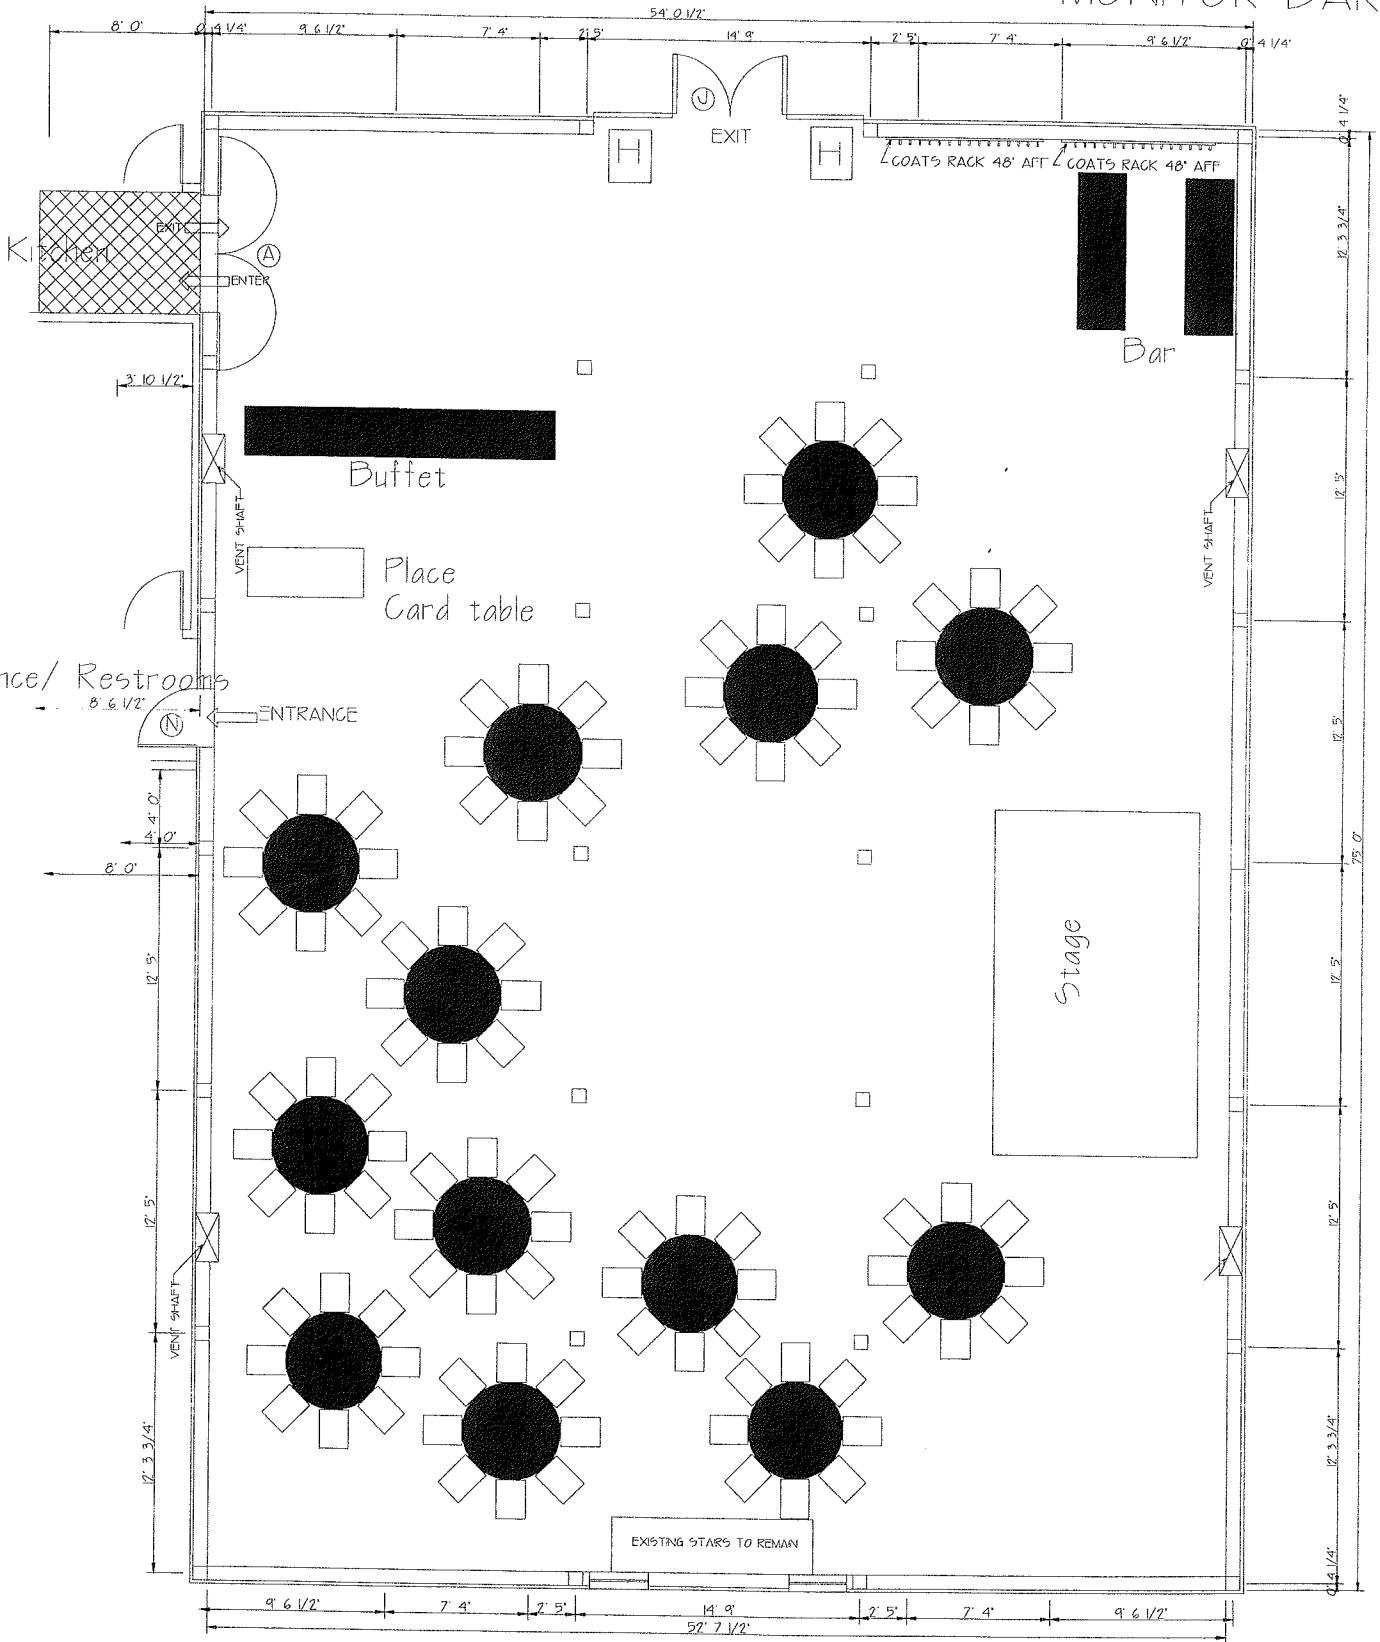 MONITOR BAR
54' 0 1/2"
8' 0"
0' 4 1/4"
9' 6 1/2"
7' 4"
2' 5"
14' 9"
2' 5"
7' 4"
9' 6 1/2"
0' 4 1/4"
J
EXIT
H
H
COATS RACK 48" AFF
COATS RACK 48" AFF
0' 4 1/4"
12' 3 3/4"
Kitchen
EXIT
A
ENTER
Bar
3' 10 1/2"
Buffet
VENT SHAFT
VENT SHAFT
12' 5"
Place
Card table
nce/ Restrooms
8' 6 1/2"
N
ENTRANCE
12' 5"
4' 0"
4' 0"
8' 0"
75' 0"
Stage
12' 5"
12' 5"
12' 5"
12' 5"
VENT SHAFT
12' 3 3/4"
12' 3 3/4"
EXISTING STARS TO REMAN
0' 4 1/4"
9' 6 1/2"
7' 4"
2' 5"
14' 9"
2' 5"
7' 4"
9' 6 1/2"
52' 7 1/2"